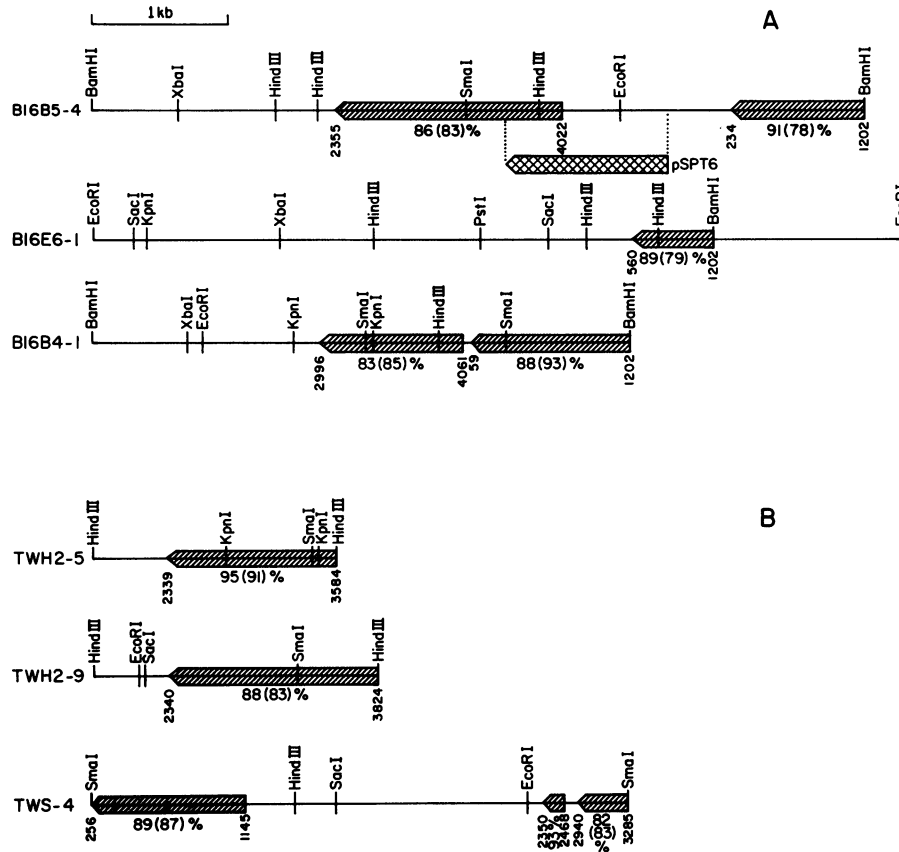 1kb
A
BamHI XbaI HindIII HindIII SmaI HindIII EcoRI BamHI
B16B5-4
2355 86(83)% 4022 234 91(78)% 1202
pSPT6
EcoRI SacI KpnI XbaI HindIII PstI SacI HindIII HindIII BamHI
B16E6-1
560 89(79)% 1202
BamHI XbaI EcoRI KpnI SmaI KpnI HindIII SmaI BamHI
B16B4-1
2996 83(85)% 4061 59 88(93)% 1202
B
HindIII KpnI SmaI KpnI HindIII
TWH2-5
2339 95(91)% 3584
HindIII EcoRI SacI SmaI HindIII
TWH2-9
2340 88(83)% 3824
SmaI HindIII SacI EcoRI SmaI
TWS-4
256 89(87)% 1145 2350 2468 2940 (83) % 3285